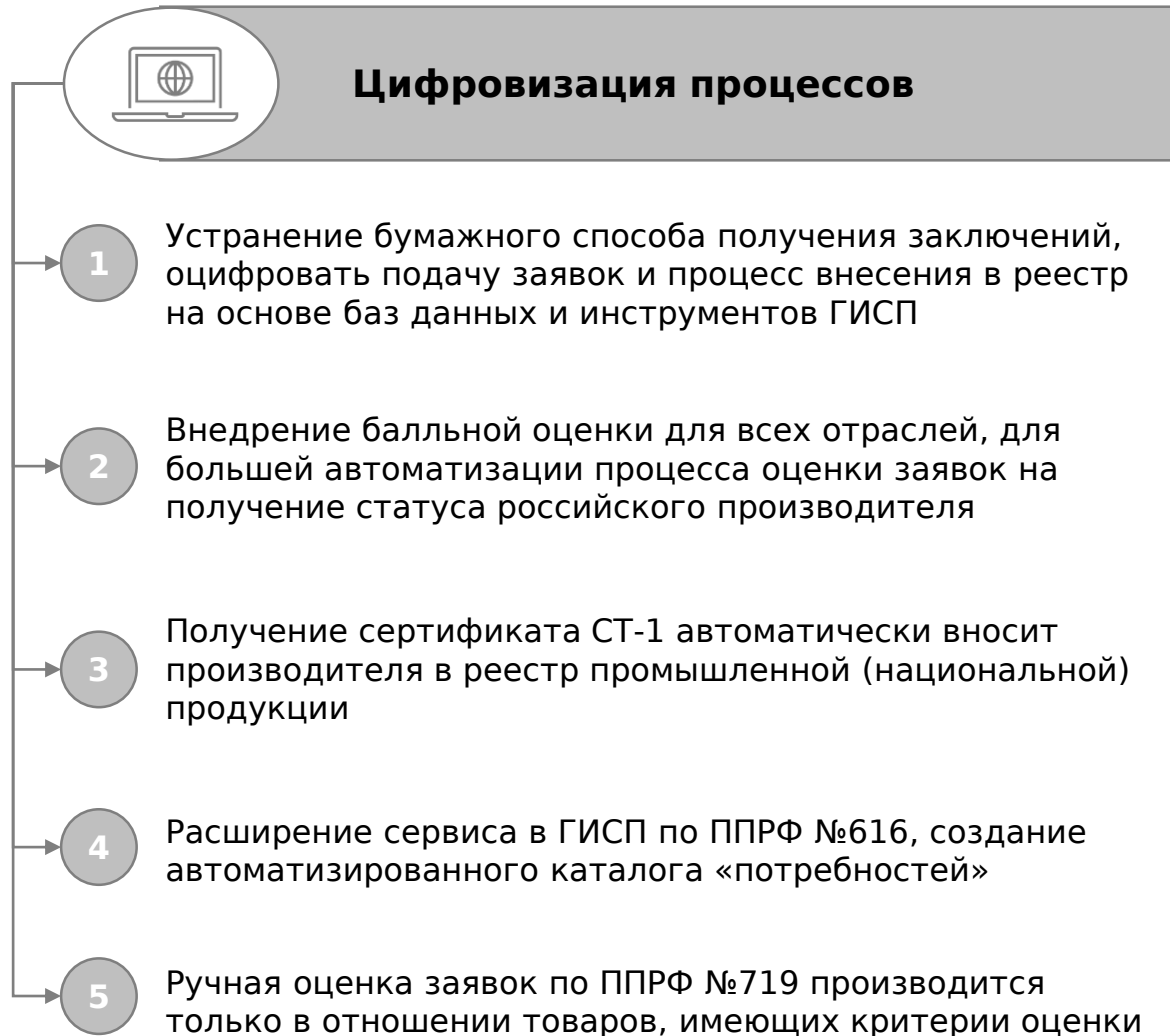 Цифровизация процессов
1
Устранение бумажного способа получения заключений,
оцифровать подачу заявок и процесс внесения в реестр
на основе баз данных и инструментов ГИСП
2
Внедрение балльной оценки для всех отраслей, для
большей автоматизации процесса оценки заявок на
получение статуса российского производителя
3
Получение сертификата СТ-1 автоматически вносит
производителя в реестр промышленной (национальной)
продукции
4
Расширение сервиса в ГИСП по ППРФ №616, создание
автоматизированного каталога «потребностей»
5
Ручная оценка заявок по ППРФ №719 производится
только в отношении товаров, имеющих критерии оценки